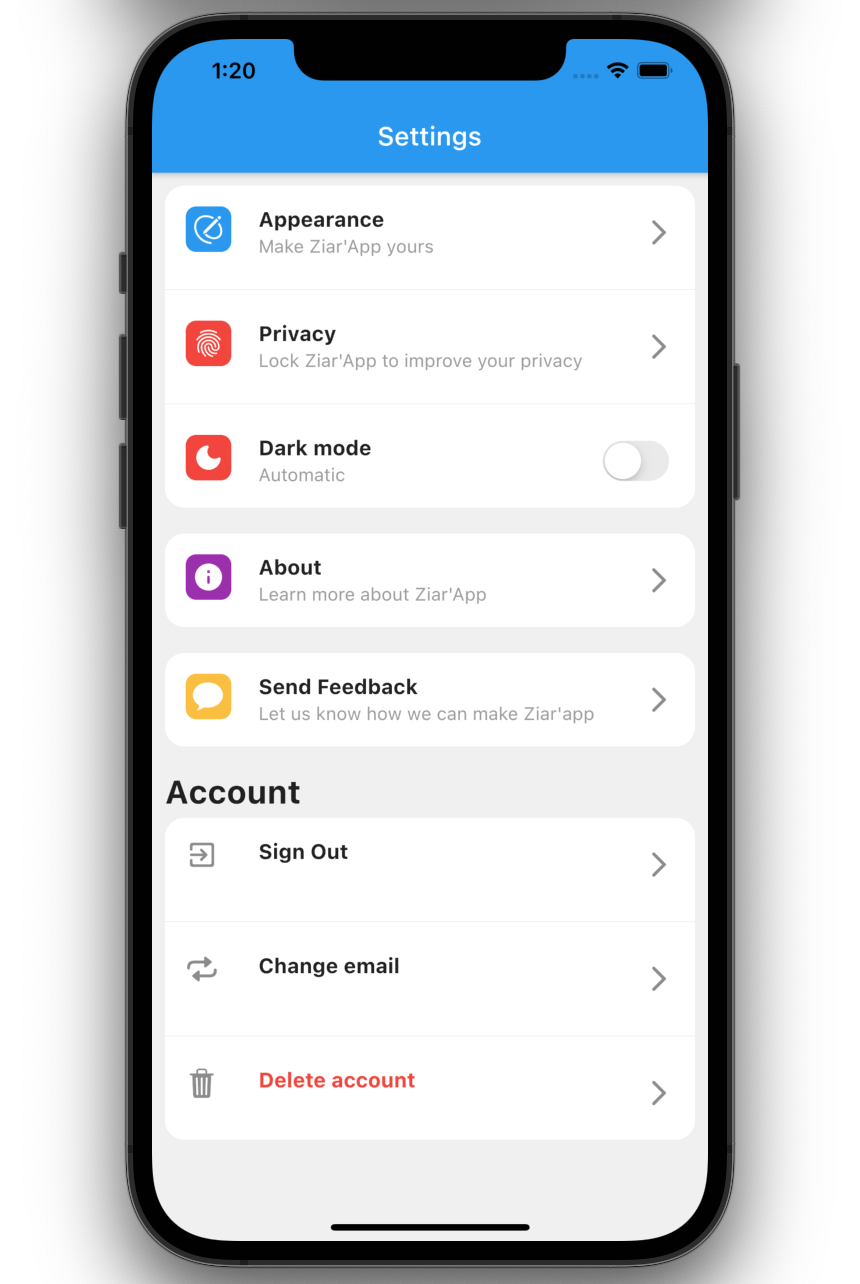 1:20
Settings
Appearance
Make Ziar'App yours
Privacy
Lock Ziar'App to improve your privacy
Dark mode
Automatic
About
Learn more about Ziar'App
Send Feedback
Let us know how we can make Ziar'app
Account
Sign Out
Change email
Delete account